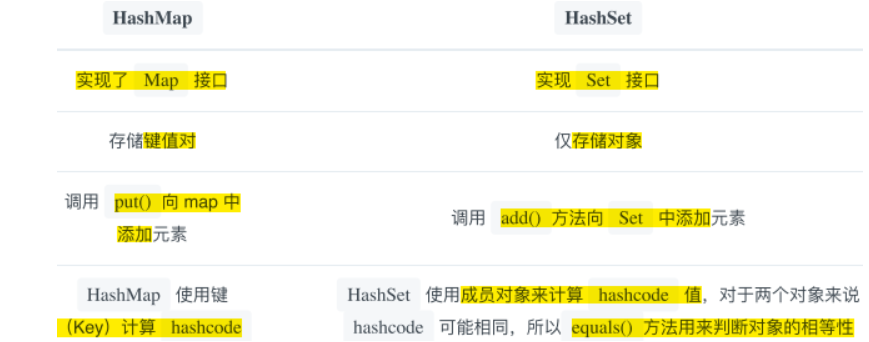 HashMap HashSet
实现了 Map 接口 实现 Set 接口
存储键值对 仅存储对象
调用 put() 向 map 中
添加元素
调用 add() 方法向 Set 中添加元素
HashMap 使用键
（Key）计算 hashcode
HashSet 使用成员对象来计算 hashcode 值，对于两个对象来说
hashcode 可能相同，所以 equals() 方法用来判断对象的相等性